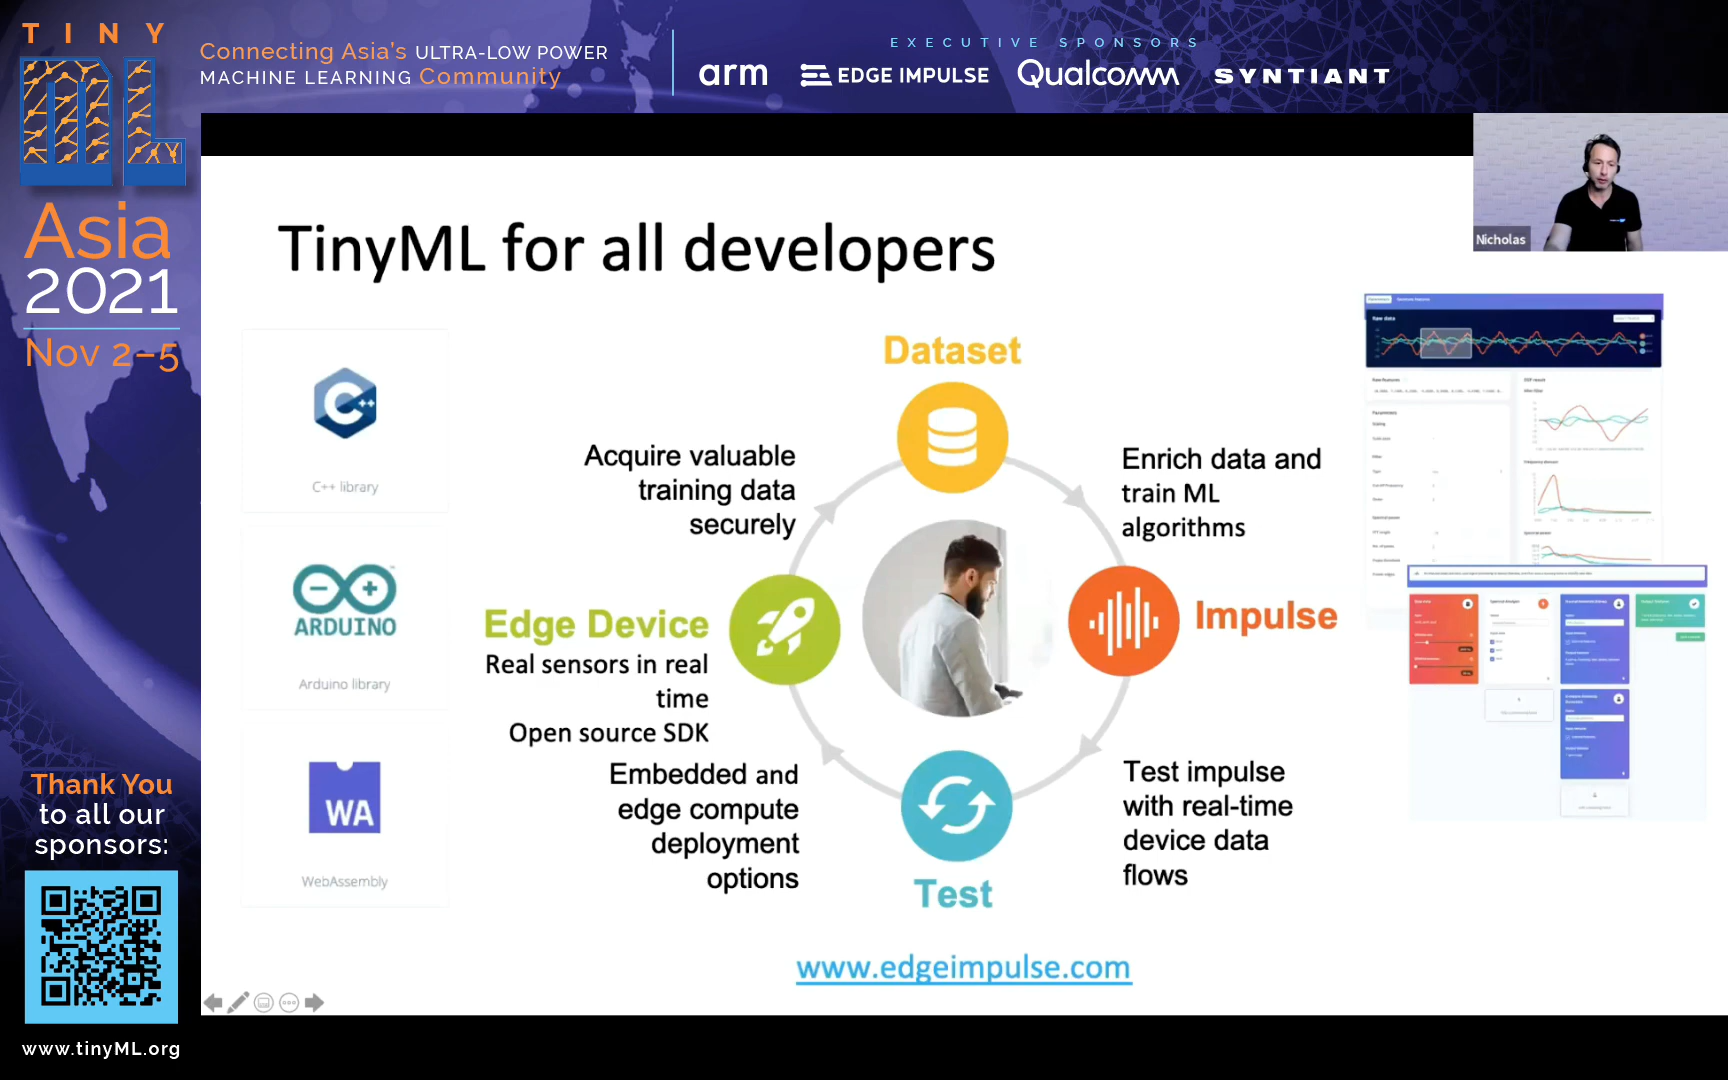 TINY
ML
Asia
2021
Nov 2–5
Connecting Asia's ULTRA-LOW POWER
MACHINE LEARNING Community
EXECUTIVE SPONSORS
arm
EDGE IMPULSE
Qualcomm
SYNTIANT
Nicholas
TinyML for all developers
C++
C++ library
ARDUINO
Arduino library
WA
WebAssembly
Dataset
Acquire valuable
training data
securely
Enrich data and
train ML
algorithms
Edge Device
Real sensors in real
time
Open source SDK
Impulse
Embedded and
edge compute
deployment
options
Test impulse
with real-time
device data
flows
Test
www.edgeimpulse.com
Raw data
Thank You
to all our
sponsors:
www.tinyML.org